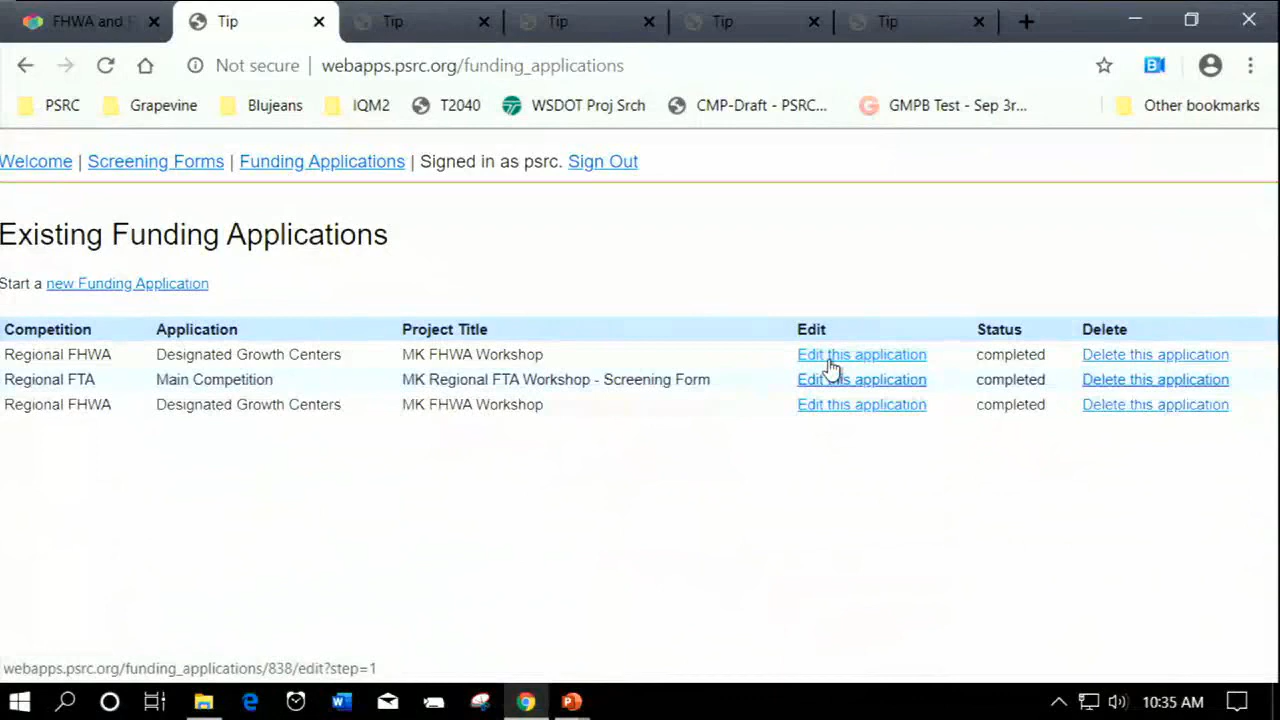 FHWA and F
Tip
Tip
Tip
Tip
Tip
Not secure
webapps.psrc.org/funding_applications
PSRC
Grapevine
Blujeans
IQM2
T2040
WSDOT Proj Srch
CMP-Draft - PSRC...
GMPB Test - Sep 3r...
Other bookmarks
Welcome | Screening Forms | Funding Applications | Signed in as psrc. Sign Out
Existing Funding Applications
Start a new Funding Application
Competition Application Project Title Edit Status Delete
Regional FHWA Designated Growth Centers MK FHWA Workshop Edit this application completed Delete this application
Regional FTA Main Competition MK Regional FTA Workshop - Screening Form Edit this application completed Delete this application
Regional FHWA Designated Growth Centers MK FHWA Workshop Edit this application completed Delete this application
webapps.psrc.org/funding_applications/838/edit?step=1
10:35 AM